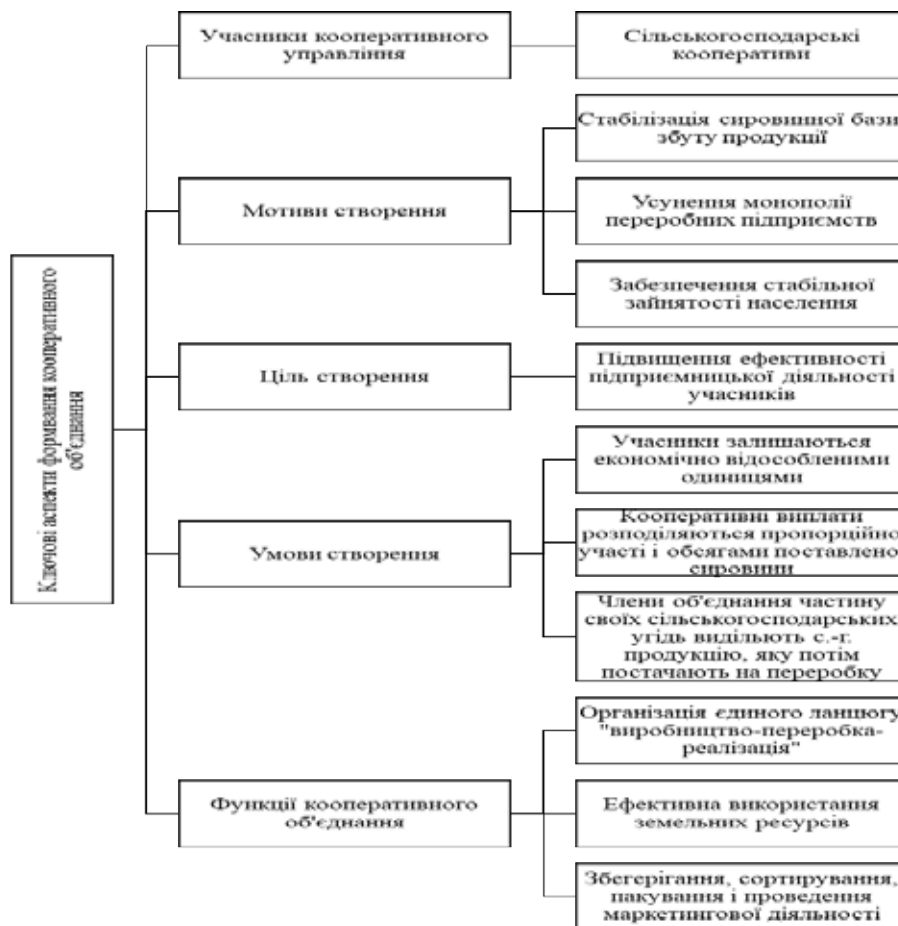 Ключові аспекти формвання кооперативного
об'єднання
Учасники кооперативного
управління
Сільськогосподарські
кооперативи
Мотиви створення
Стабілізація сировинної бази
збуту продукції
Усунення монополії
переробних підприємств
Забезпечення стабільної
зайнятості населення
Ціль створення
Підвищення ефективності
підприємницької діяльності
учасників
Умови створення
Учасники залишаються
економічно відособленими
одиницями
Кооперативні виплати
розподіляються пропорційно
участі і обсягами поставлено
сировини
Члени об'єднання частину
своїх сільськогосподарських
угідь виділють с.-г.
продукцію, яку потім
постачають на переробку
Функції кооперативного
об'єднання
Організація єдиного ланцюгу
"виробництво-переробка-
реалізація"
Ефективна використання
земельних ресурсів
Збегерігання, сортирування,
пакування і проведення
маркетингової діяльності